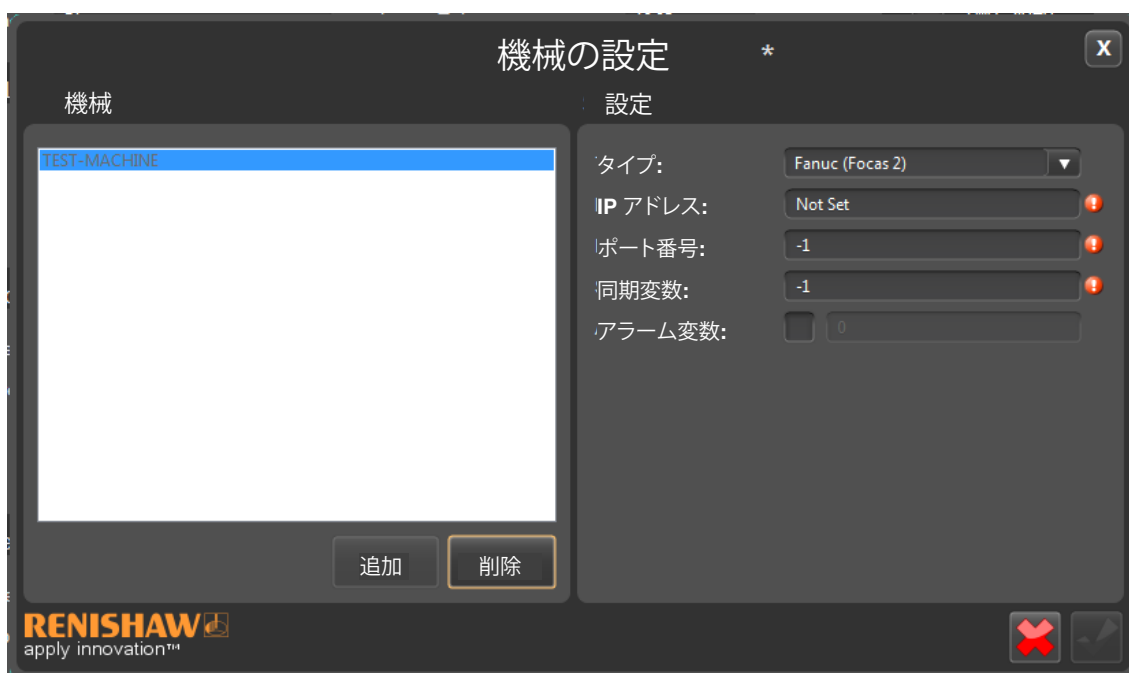 機械の設定 *
X
機械
設定
TEST-MACHINE
タイプ: Fanuc (Focas 2)
IP アドレス: Not Set
ポート番号: -1
同期変数: -1
アラーム変数: 0
追加
削除
RENISHAW
apply innovation™